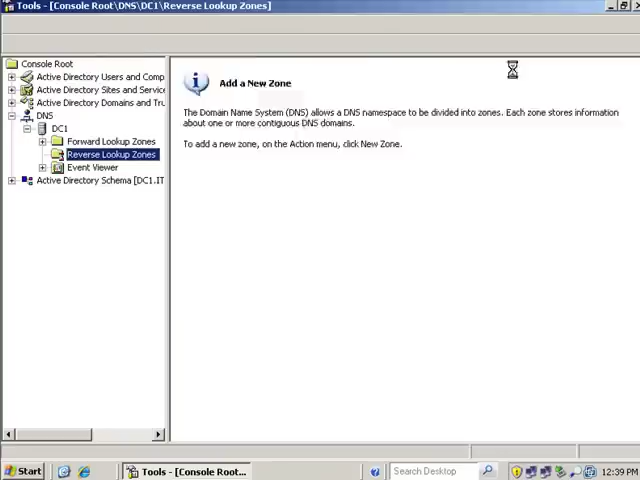 Tools - [Console Root\DNS\DC1\Reverse Lookup Zones]
Console Root
Active Directory Users and Comp
Active Directory Sites and Service
Active Directory Domains and Tru
DNS
DC1
Forward Lookup Zones
Reverse Lookup Zones
Event Viewer
Active Directory Schema [DC1.IT
Add a New Zone
The Domain Name System (DNS) allows a DNS namespace to be divided into zones. Each zone stores information
about one or more contiguous DNS domains.
To add a new zone, on the Action menu, click New Zone.
Start
Tools - [Console Root...
Search Desktop
12:39 PM